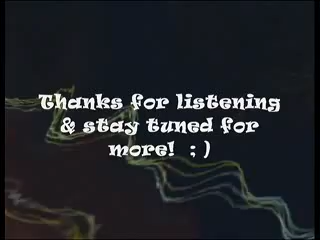 Thanks for listening
& stay tuned for
more!  ; )